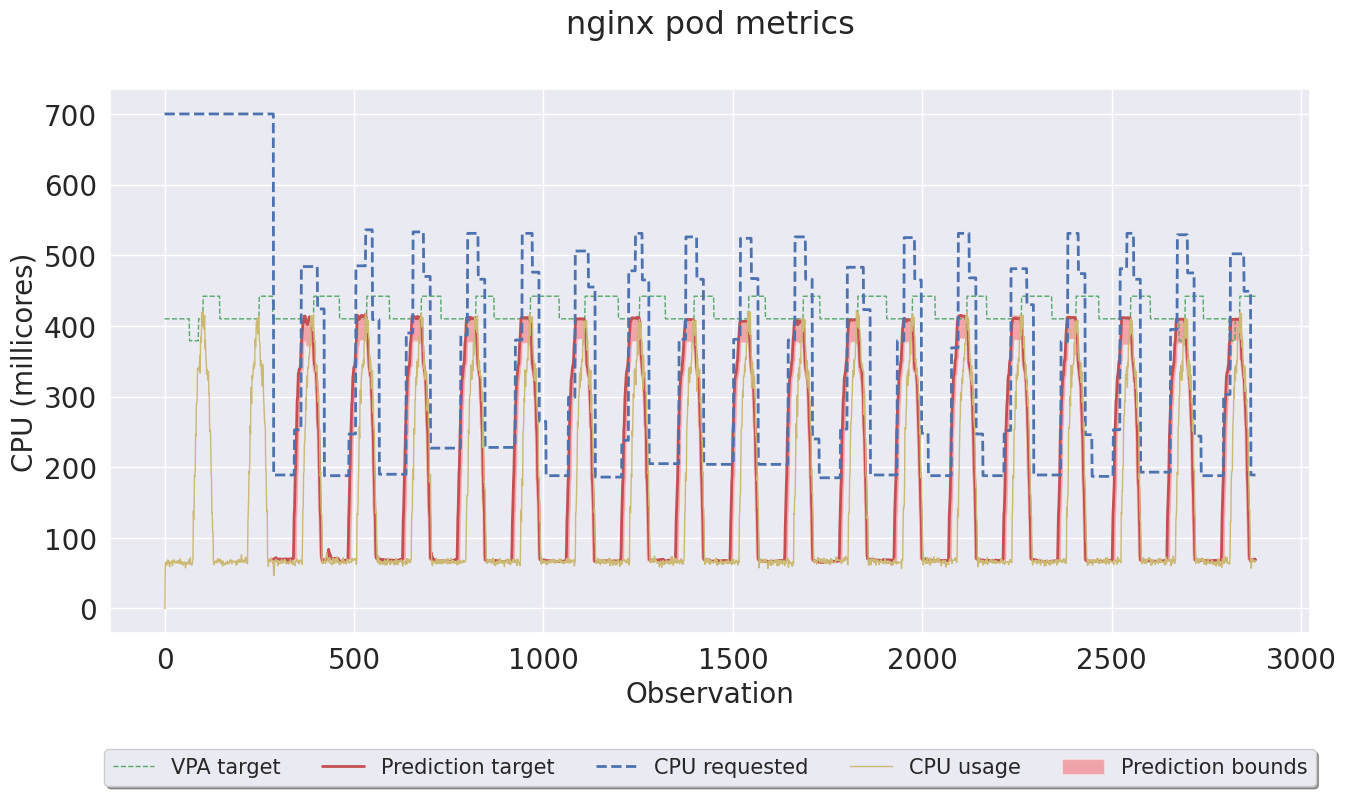 nginx pod metrics
CPU (millicores)
700
600
500
400
300
200
100
0
0 500 1000 1500 2000 2500 3000
Observation
VPA target Prediction target CPU requested CPU usage Prediction bounds